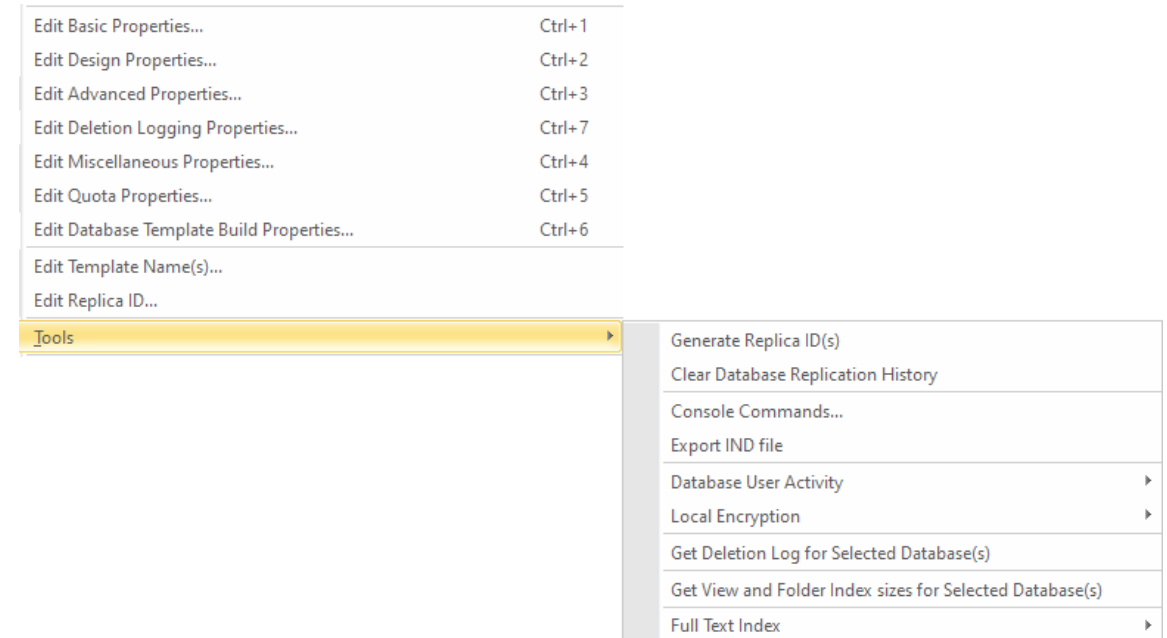 Edit Basic Properties... Ctrl+1
Edit Design Properties... Ctrl+2
Edit Advanced Properties... Ctrl+3
Edit Deletion Logging Properties... Ctrl+7
Edit Miscellaneous Properties... Ctrl+4
Edit Quota Properties... Ctrl+5
Edit Database Template Build Properties... Ctrl+6
Edit Template Name(s)...
Edit Replica ID...
Tools
Generate Replica ID(s)
Clear Database Replication History
Console Commands...
Export IND file
Database User Activity
Local Encryption
Get Deletion Log for Selected Database(s)
Get View and Folder Index sizes for Selected Database(s)
Full Text Index